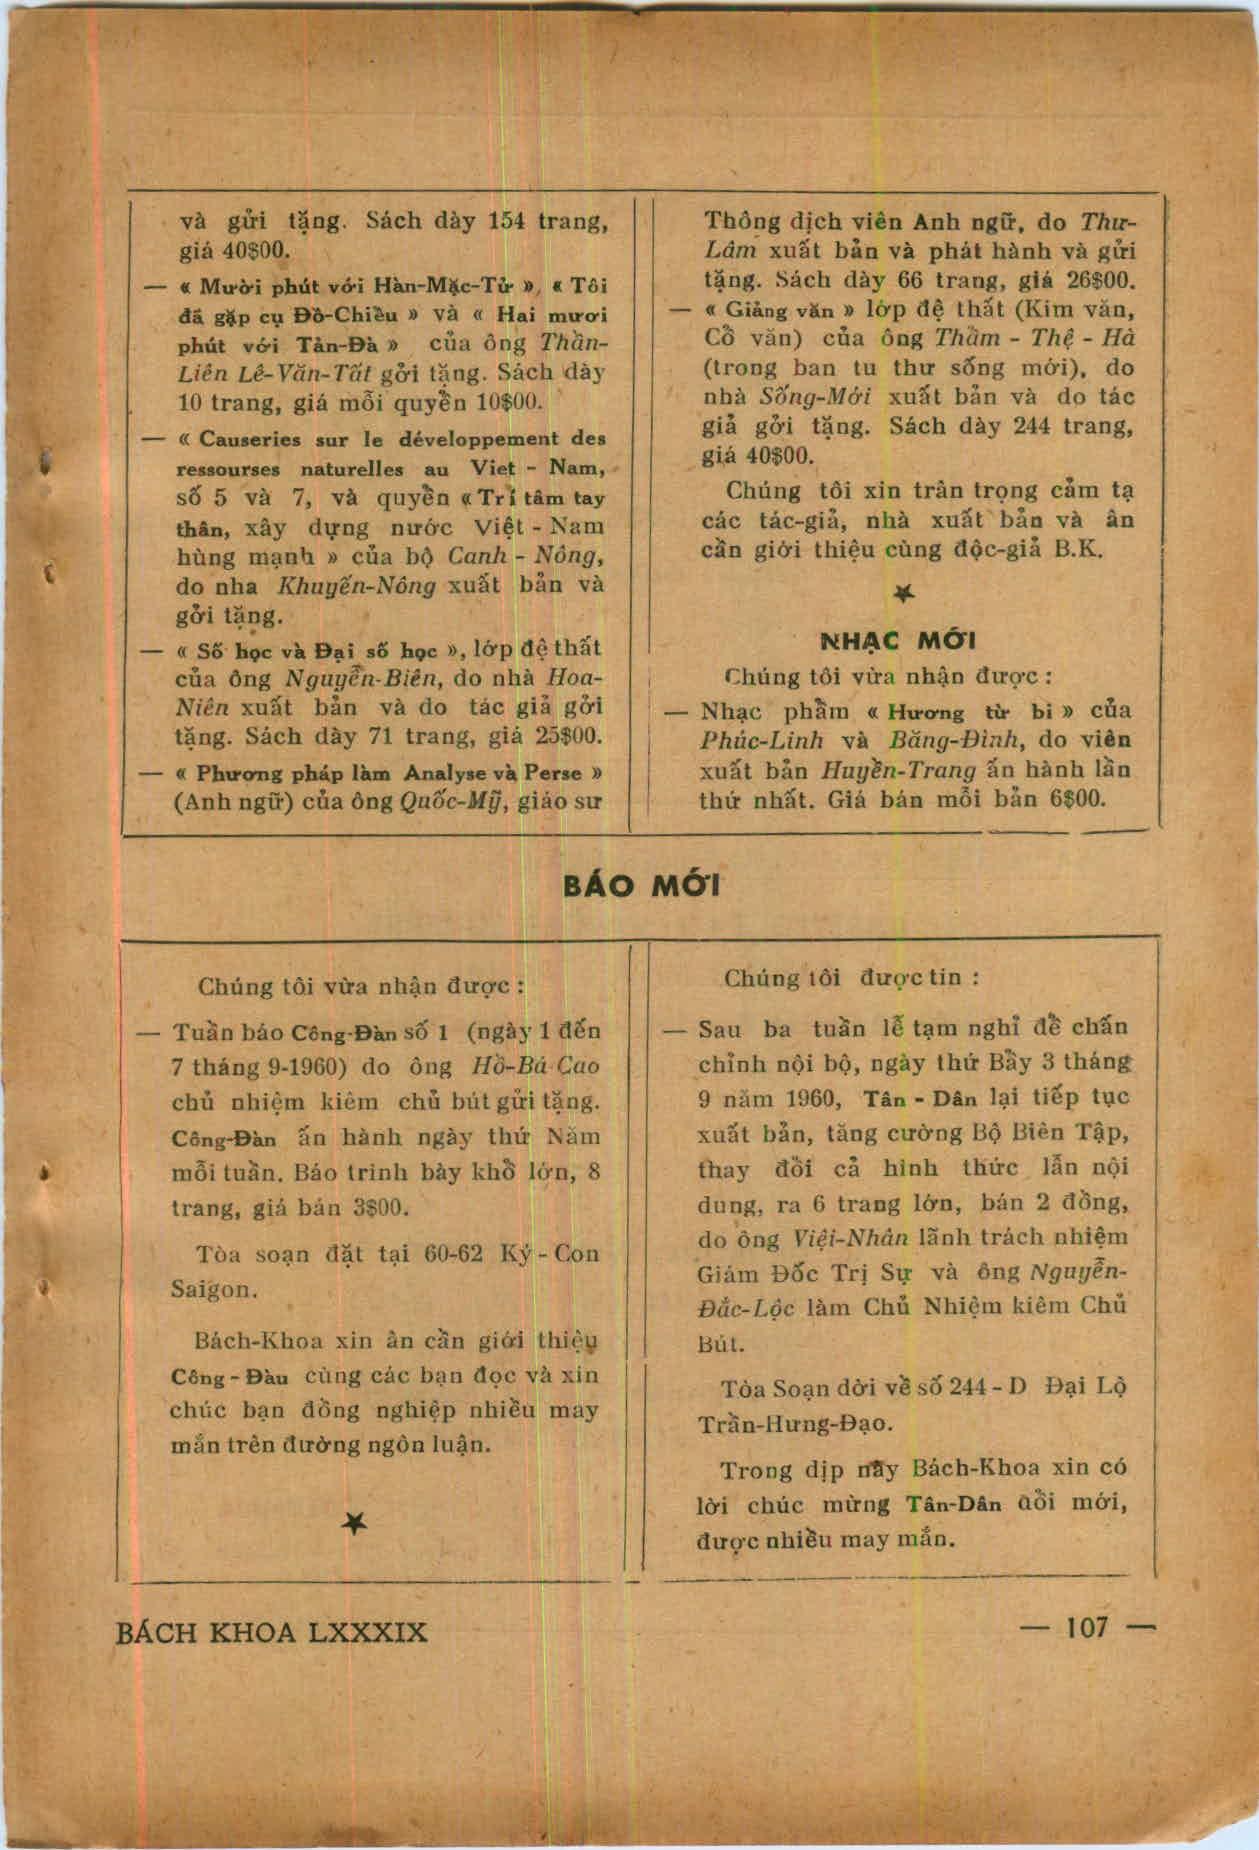 và gửi tặng. Sách dày 154 trang,
giá 40$00.
— « Mười phút với Hàn-Mặc-Tử », « Tôi
đã gặp cụ Đồ-Chiểu » và « Hai mươi
phút với Tản-Đà » của ông Thần-
Liên Lê-Văn-Tất gởi tặng. Sách dày
10 trang, giá mỗi quyển 10$00.
— « Causeries sur le développement des
ressourses naturelles au Viet - Nam,
số 5 và 7, và quyển « Trí tâm tay
thân, xây dựng nước Việt - Nam
hùng mạnh » của bộ Canh - Nông,
do nha Khuyến-Nông xuất bản và
gởi tặng.
— « Số học và Đại số học », lớp đệ thất
của ông Nguyễn-Biên, do nhà Hoa-
Niên xuất bản và do tác giả gởi
tặng. Sách dày 71 trang, giá 25$00.
— « Phương pháp làm Analyse và Perse »
(Anh ngữ) của ông Quốc-Mỹ, giáo sư
Thông dịch viên Anh ngữ, do Thư-
Lâm xuất bản và phát hành và gửi
tặng. Sách dày 66 trang, giá 26$00.
— « Giảng văn » lớp đệ thất (Kim văn,
Cổ văn) của ông Thẩm - Thệ - Hà
(trong ban tu thư sống mới), do
nhà Sống-Mới xuất bản và do tác
giả gởi tặng. Sách dày 244 trang,
giá 40$00.
Chúng tôi xin trân trọng cảm tạ
các tác-giả, nhà xuất bản và ân
cần giới thiệu cùng độc-giả B.K.
NHẠC MỚI
Chúng tôi vừa nhận được :
— Nhạc phẩm « Hương từ bi » của
Phúc-Linh và Băng-Đình, do viên
xuất bản Huyền-Trang ấn hành lần
thứ nhất. Giá bán mỗi bản 6$00.
BÁO MỚI
Chúng tôi vừa nhận được :
— Tuần báo Công-Đàn số 1 (ngày 1 đến
7 tháng 9-1960) do ông Hồ-Bá-Cao
chủ nhiệm kiêm chủ bút gửi tặng.
Công-Đàn ấn hành ngày thứ Năm
mỗi tuần. Báo trình bày khổ lớn, 8
trang, giá bán 3$00.
Tòa soạn đặt tại 60-62 Ký - Con
Saigon.
Bách-Khoa xin ân cần giới thiệu
Công - Đàu cùng các bạn đọc và xin
chúc bạn đồng nghiệp nhiều may
mắn trên đường ngôn luận.
Chúng tôi được tin :
— Sau ba tuần lễ tạm nghỉ để chấn
chỉnh nội bộ, ngày thứ Bẩy 3 tháng
9 năm 1960, Tân - Dân lại tiếp tục
xuất bản, tăng cường Bộ Biên Tập,
thay đổi cả hình thức lẫn nội
dung, ra 6 trang lớn, bán 2 đồng,
do ông Việt-Nhân lãnh trách nhiệm
Giám Đốc Trị Sự và ông Nguyễn-
Đắc-Lộc làm Chủ Nhiệm kiêm Chủ
Bút.
Tòa Soạn dời về số 244 - D Đại Lộ
Trần-Hưng-Đạo.
Trong dịp nầy Bách-Khoa xin có
lời chúc mừng Tân-Dân đổi mới,
được nhiều may mắn.
BÁCH KHOA LXXXIX
— 107 —